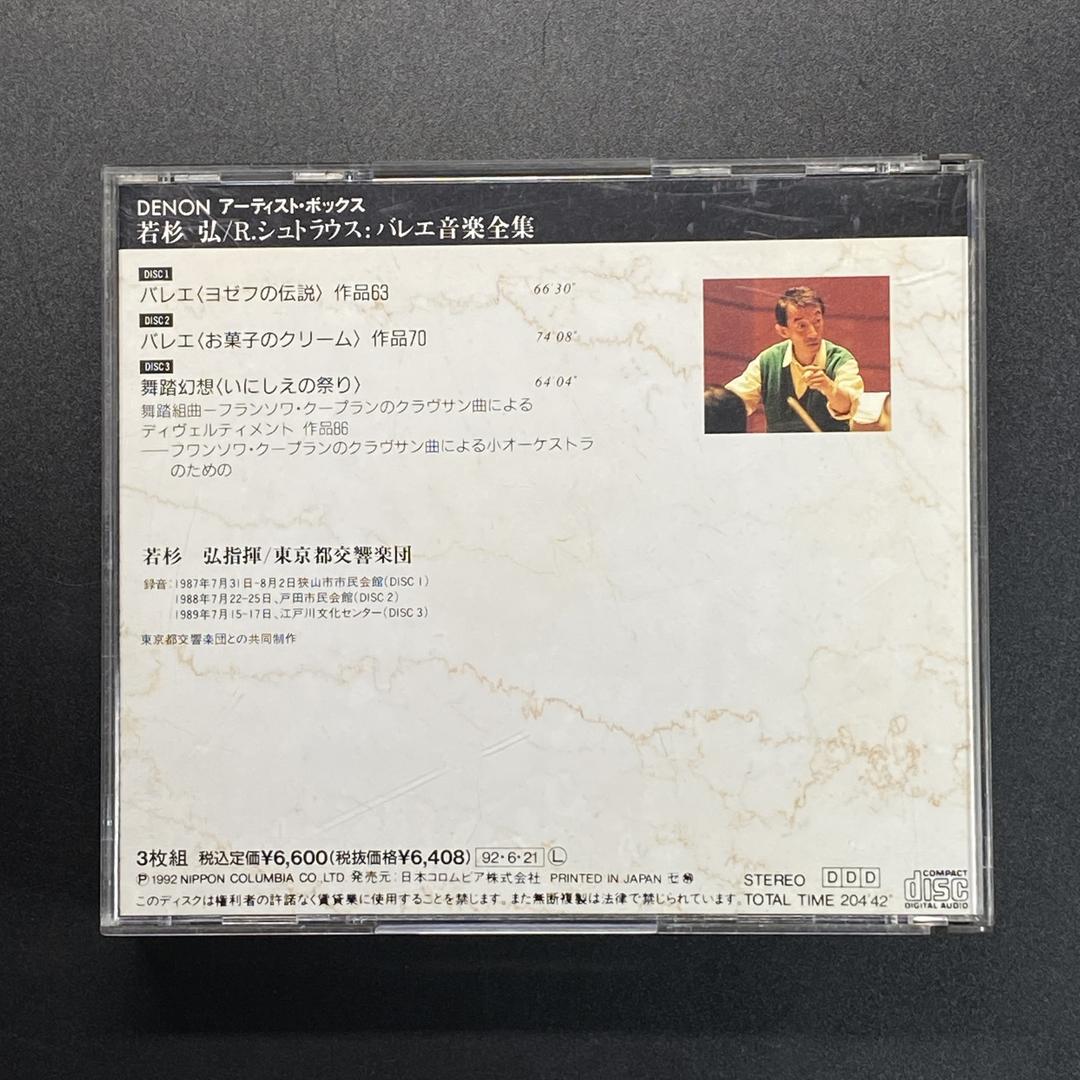 DENON アーティスト・ボックス
若杉 弘/R.シュトラウス:バレエ音楽全集
DISC 1
バレエ〈ヨゼフの伝説〉 作品63 66'30"
DISC 2
バレエ〈お菓子のクリーム〉 作品70 74'08"
DISC 3
舞踏幻想〈いにしえの祭り〉 64'04"
舞踏組曲―フランソワ・クープランのクラヴサン曲による
ディヴェルティメント 作品86
――フワンソワ・クープランのクラヴサン曲による小オーケストラ
のための
若杉 弘指揮/東京都交響楽団
録音:1987年7月31日~8月2日狭山市市民会館(DISC 1)
1988年7月22-25日、戸田市民会館(DISC 2)
1989年7月15-17日、江戸川文化センター(DISC 3)
東京都交響楽団との共同制作
3枚組 税込定価¥6,600(税抜価格¥6,408) 92・6・21 Ⓛ
Ⓟ1992 NIPPON COLUMBIA CO.,LTD 発売元:日本コロムビア株式会社 PRINTED IN JAPAN セ
このディスクは権利者の許諾なく賃貸業に使用することを禁じます。また無断複製は法律で禁じられています。
STEREO DDD
TOTAL TIME 204'42"
COMPACT
disc
DIGITAL AUDIO